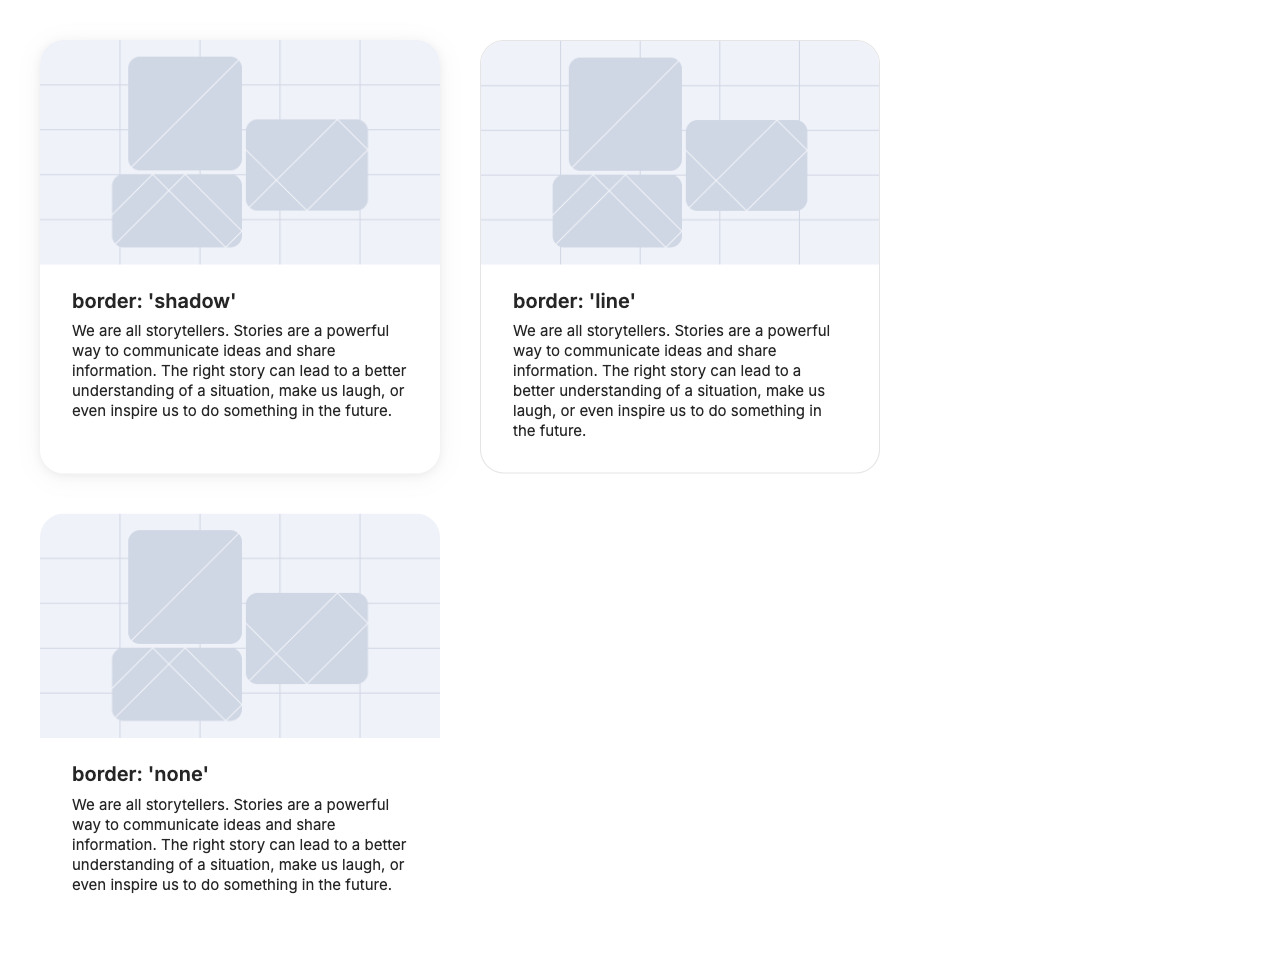 border: 'shadow'
We are all storytellers. Stories are a powerful
way to communicate ideas and share
information. The right story can lead to a better
understanding of a situation, make us laugh, or
even inspire us to do something in the future.
border: 'line'
We are all storytellers. Stories are a powerful
way to communicate ideas and share
information. The right story can lead to a
better understanding of a situation, make us
laugh, or even inspire us to do something in
the future.
border: 'none'
We are all storytellers. Stories are a powerful
way to communicate ideas and share
information. The right story can lead to a better
understanding of a situation, make us laugh, or
even inspire us to do something in the future.